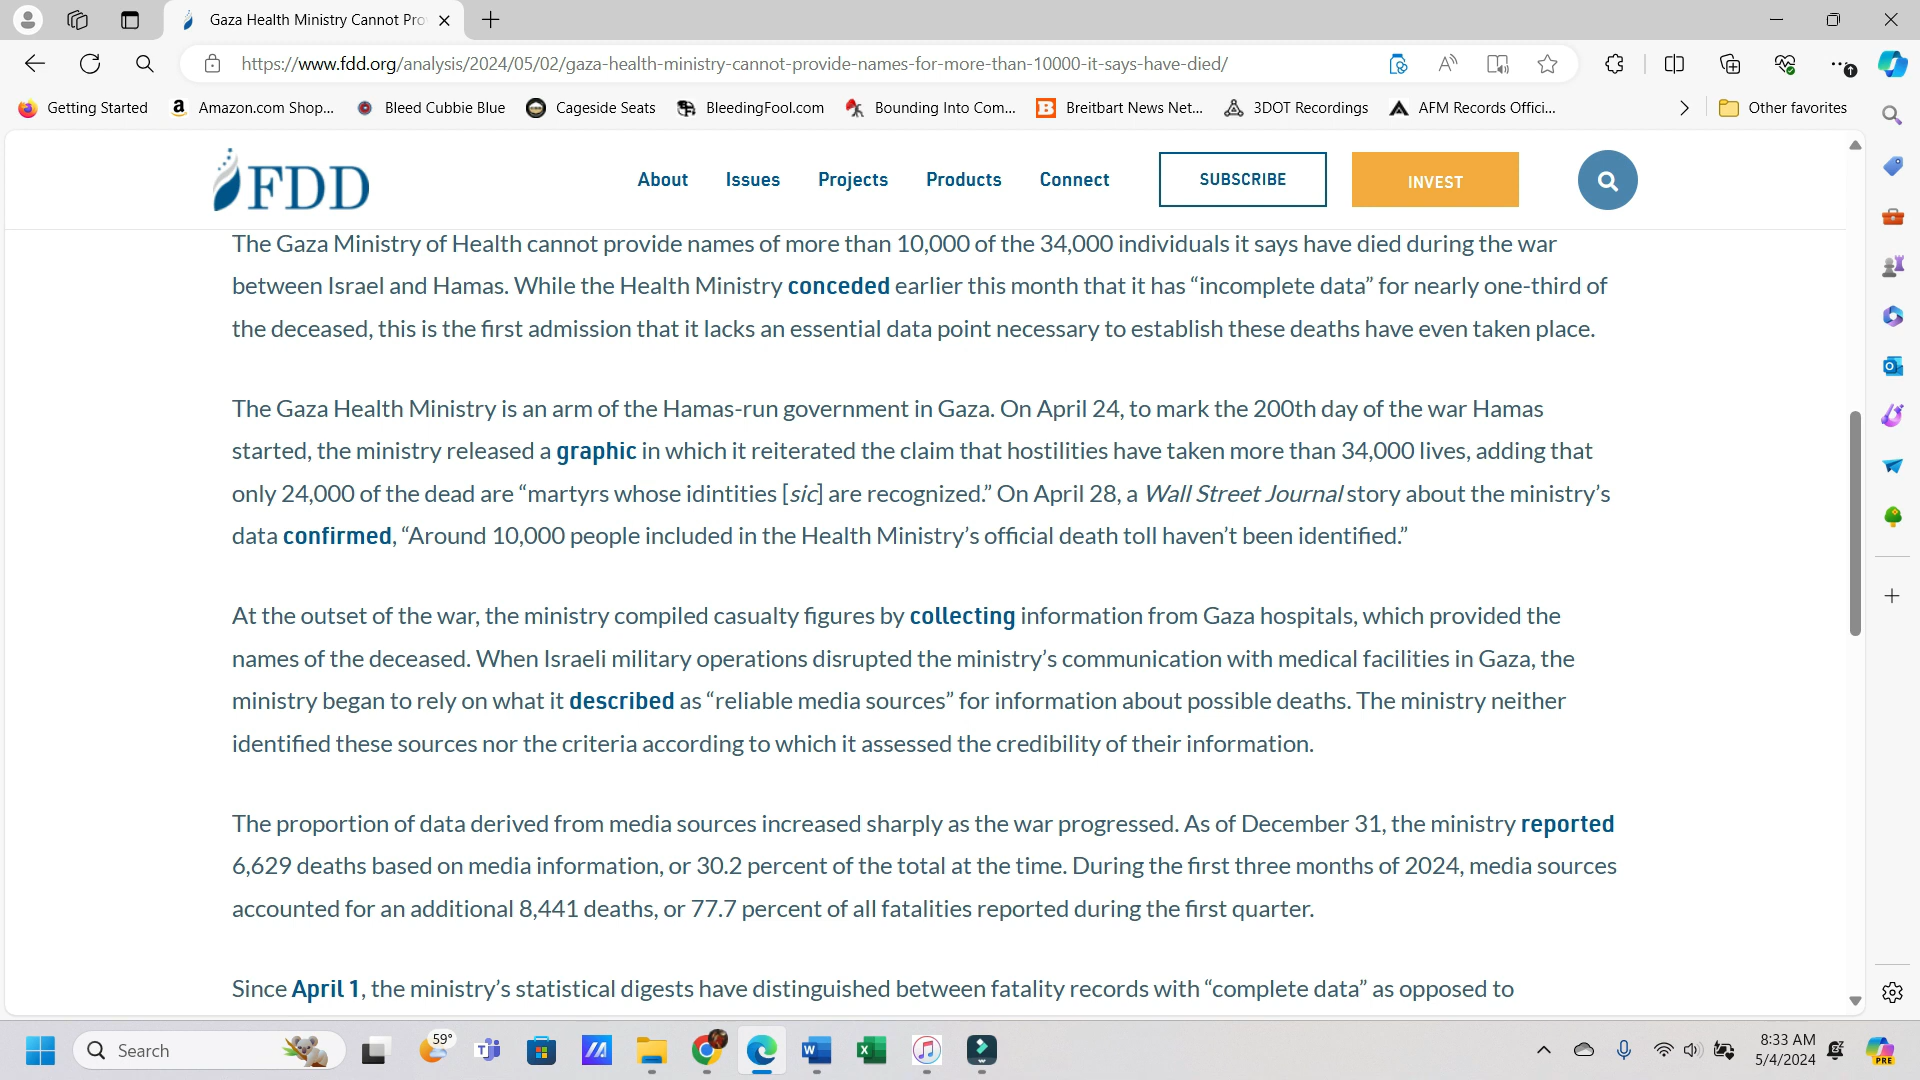 Gaza Health Ministry Cannot Pro
https://www.fdd.org/analysis/2024/05/02/gaza-health-ministry-cannot-provide-names-for-more-than-10000-it-says-have-died/
Getting Started
Amazon.com Shop...
Bleed Cubbie Blue
Cageside Seats
BleedingFool.com
Bounding Into Com...
Breitbart News Net...
3DOT Recordings
AFM Records Offici...
Other favorites
FDD
About Issues Projects Products Connect
SUBSCRIBE
INVEST
The Gaza Ministry of Health cannot provide names of more than 10,000 of the 34,000 individuals it says have died during the war
between Israel and Hamas. While the Health Ministry conceded earlier this month that it has “incomplete data” for nearly one-third of
the deceased, this is the first admission that it lacks an essential data point necessary to establish these deaths have even taken place.
The Gaza Health Ministry is an arm of the Hamas-run government in Gaza. On April 24, to mark the 200th day of the war Hamas
started, the ministry released a graphic in which it reiterated the claim that hostilities have taken more than 34,000 lives, adding that
only 24,000 of the dead are “martyrs whose idintities [sic] are recognized.” On April 28, a Wall Street Journal story about the ministry’s
data confirmed, “Around 10,000 people included in the Health Ministry’s official death toll haven’t been identified.”
At the outset of the war, the ministry compiled casualty figures by collecting information from Gaza hospitals, which provided the
names of the deceased. When Israeli military operations disrupted the ministry’s communication with medical facilities in Gaza, the
ministry began to rely on what it described as “reliable media sources” for information about possible deaths. The ministry neither
identified these sources nor the criteria according to which it assessed the credibility of their information.
The proportion of data derived from media sources increased sharply as the war progressed. As of December 31, the ministry reported
6,629 deaths based on media information, or 30.2 percent of the total at the time. During the first three months of 2024, media sources
accounted for an additional 8,441 deaths, or 77.7 percent of all fatalities reported during the first quarter.
Since April 1, the ministry’s statistical digests have distinguished between fatality records with “complete data” as opposed to
Search
59°
8:33 AM
5/4/2024
PRE